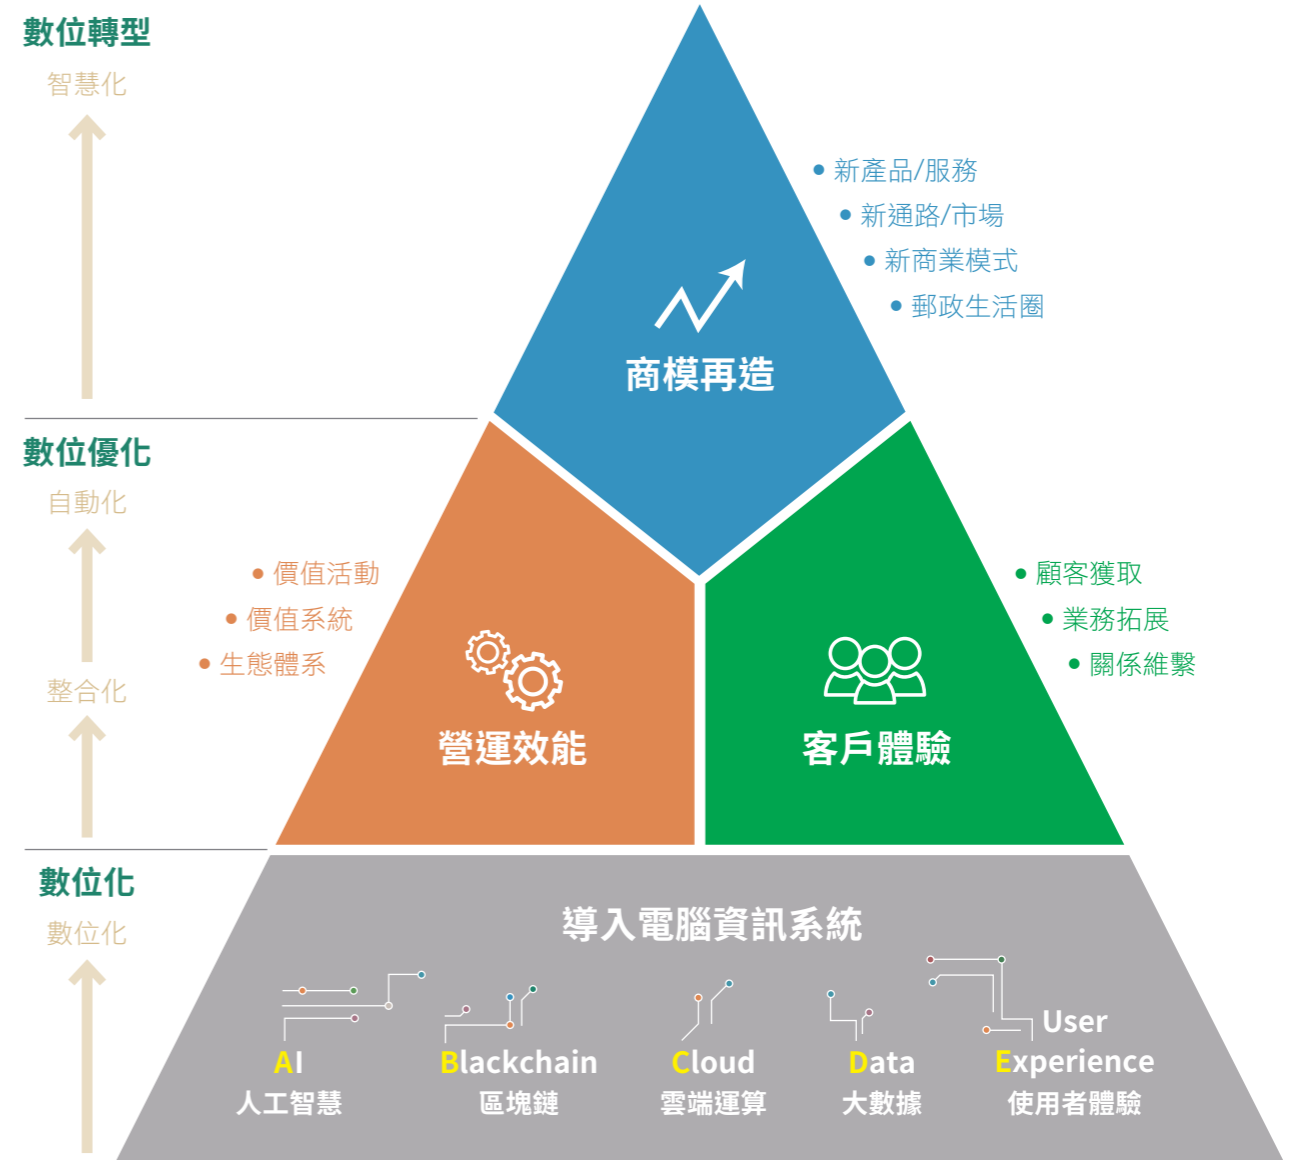 數位轉型
智慧化
新產品/服務
新通路/市場
新商業模式
郵政生活圈
商模再造
數位優化
自動化
整合化
價值活動
價值系統
生態體系
營運效能
顧客獲取
業務拓展
關係維繫
客戶體驗
數位化
數位化
導入電腦資訊系統
AI
人工智慧
Blackchain
區塊鏈
Cloud
雲端運算
Data
大數據
User
Experience
使用者體驗